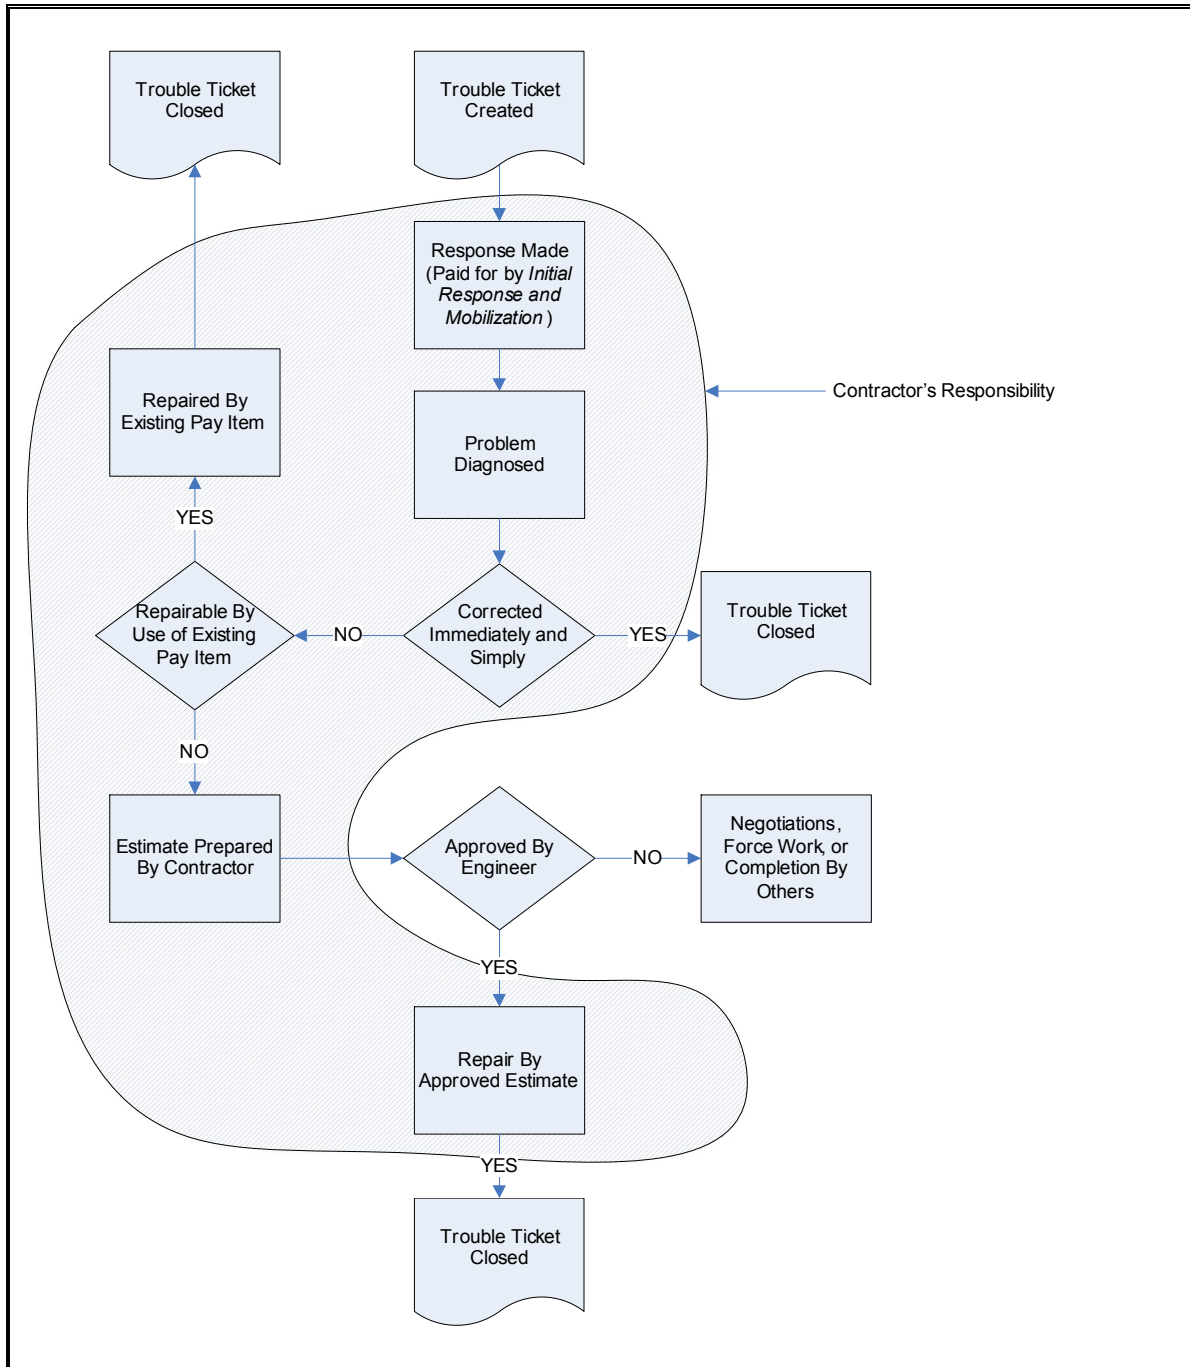 Trouble Ticket
Closed
Trouble Ticket
Created
Response Made
(Paid for by Initial
Response and
Mobilization )
Repaired By
Existing Pay Item
Contractor's Responsibility
Problem
Diagnosed
YES
Repairable By
Use of Existing
Pay Item
NO
Corrected
Immediately and
Simply
YES
Trouble Ticket
Closed
NO
Estimate Prepared
By Contractor
Approved By
Engineer
NO
Negotiations,
Force Work, or
Completion By
Others
YES
Repair By
Approved Estimate
YES
Trouble Ticket
Closed